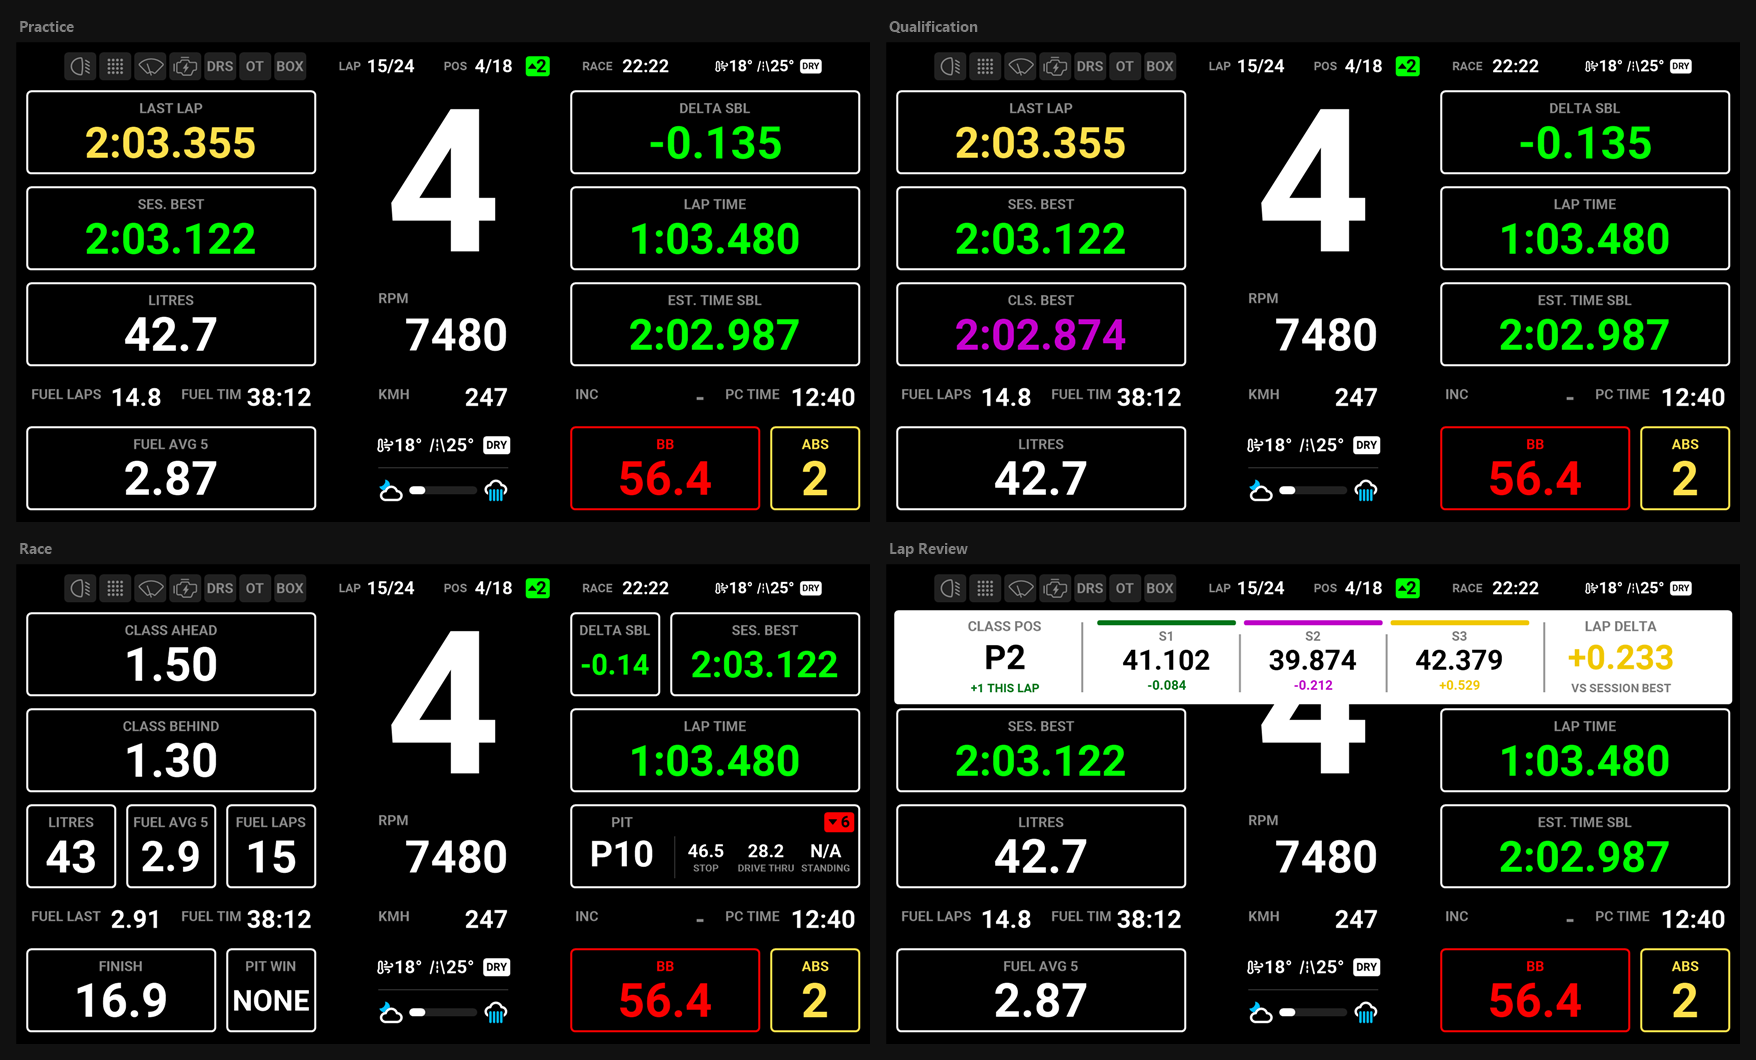 Practice
DRS OT BOX LAP 15/24 POS 4/18 2 RACE 22:22 18° 25° DRY
LAST LAP
2:03.355
SES. BEST
2:03.122
LITRES
42.7
FUEL LAPS 14.8 FUEL TIM 38:12
FUEL AVG 5
2.87
4
RPM
7480
KMH 247
18° 25° DRY
DELTA SBL
-0.135
LAP TIME
1:03.480
EST. TIME SBL
2:02.987
INC - PC TIME 12:40
BB
56.4
ABS
2
Qualification
DRS OT BOX LAP 15/24 POS 4/18 2 RACE 22:22 18° 25° DRY
LAST LAP
2:03.355
SES. BEST
2:03.122
CLS. BEST
2:02.874
FUEL LAPS 14.8 FUEL TIM 38:12
LITRES
42.7
4
RPM
7480
KMH 247
18° 25° DRY
DELTA SBL
-0.135
LAP TIME
1:03.480
EST. TIME SBL
2:02.987
INC - PC TIME 12:40
BB
56.4
ABS
2
Race
DRS OT BOX LAP 15/24 POS 4/18 2 RACE 22:22 18° 25° DRY
CLASS AHEAD
1.50
CLASS BEHIND
1.30
LITRES
43
FUEL AVG 5
2.9
FUEL LAPS
15
FUEL LAST 2.91 FUEL TIM 38:12
FINISH
16.9
PIT WIN
NONE
4
RPM
7480
KMH 247
18° 25° DRY
DELTA SBL
-0.14
SES. BEST
2:03.122
LAP TIME
1:03.480
PIT
P10
6
46.5
STOP
28.2
DRIVE THRU
N/A
STANDING
INC - PC TIME 12:40
BB
56.4
ABS
2
Lap Review
DRS OT BOX LAP 15/24 POS 4/18 2 RACE 22:22 18° 25° DRY
CLASS POS
P2
+1 THIS LAP
S1
41.102
-0.084
S2
39.874
-0.212
S3
42.379
+0.529
LAP DELTA
+0.233
VS SESSION BEST
SES. BEST
2:03.122
LITRES
42.7
FUEL LAPS 14.8 FUEL TIM 38:12
FUEL AVG 5
2.87
4
RPM
7480
KMH 247
18° 25° DRY
LAP TIME
1:03.480
EST. TIME SBL
2:02.987
INC - PC TIME 12:40
BB
56.4
ABS
2